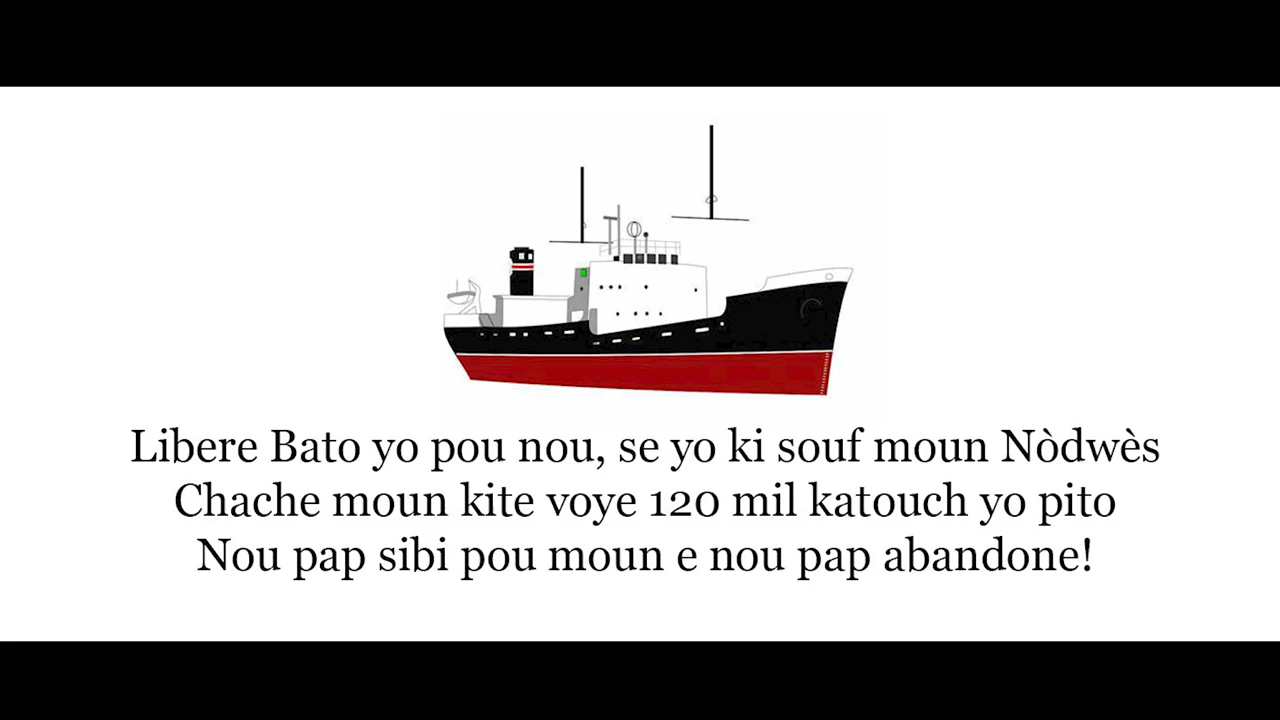 Libere Bato yo pou nou, se yo ki souf moun Nòdwès
Chache moun kite voye 120 mil katouch yo pito
Nou pap sibi pou moun e nou pap abandone!